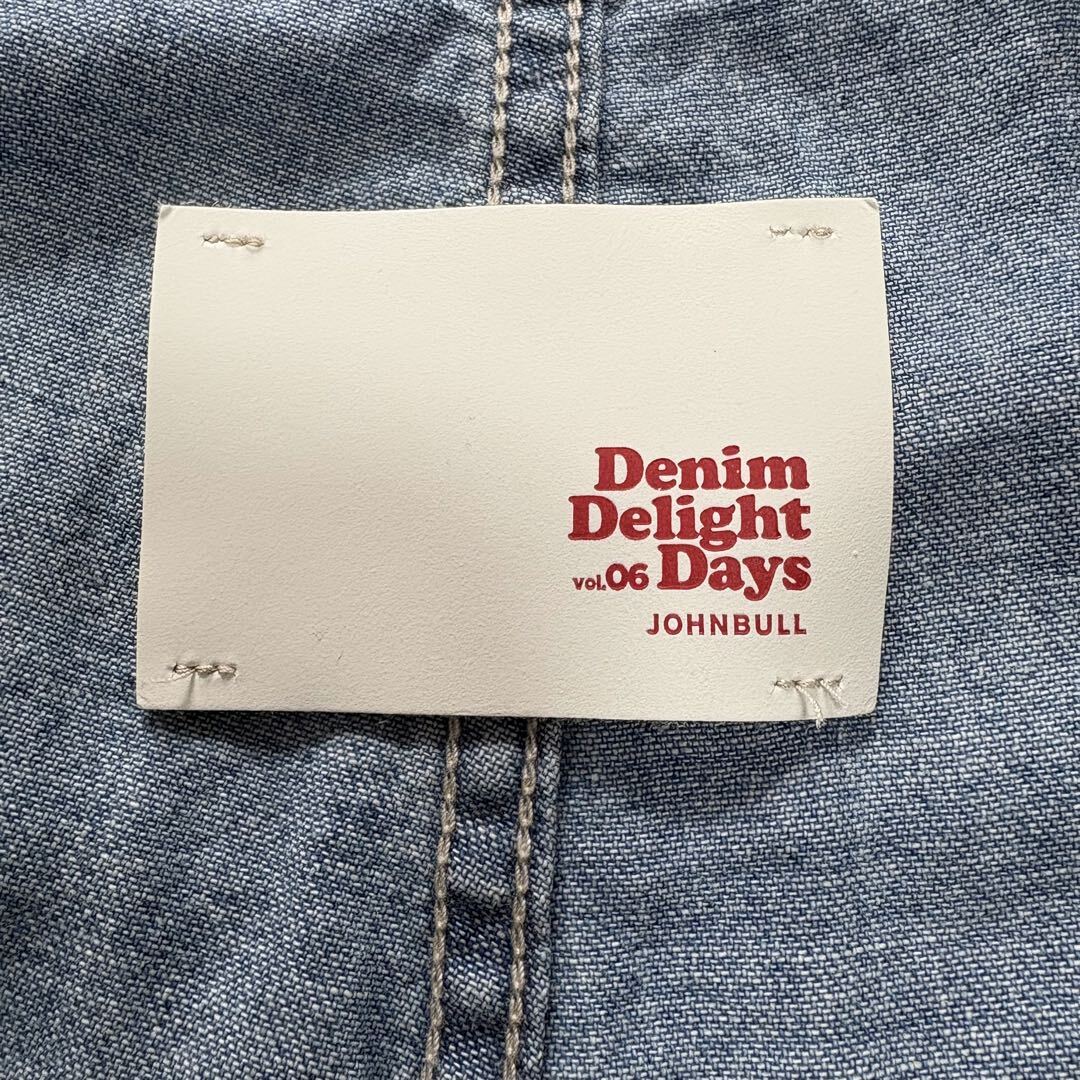 Denim
Delight
vol.06 Days
JOHNBULL